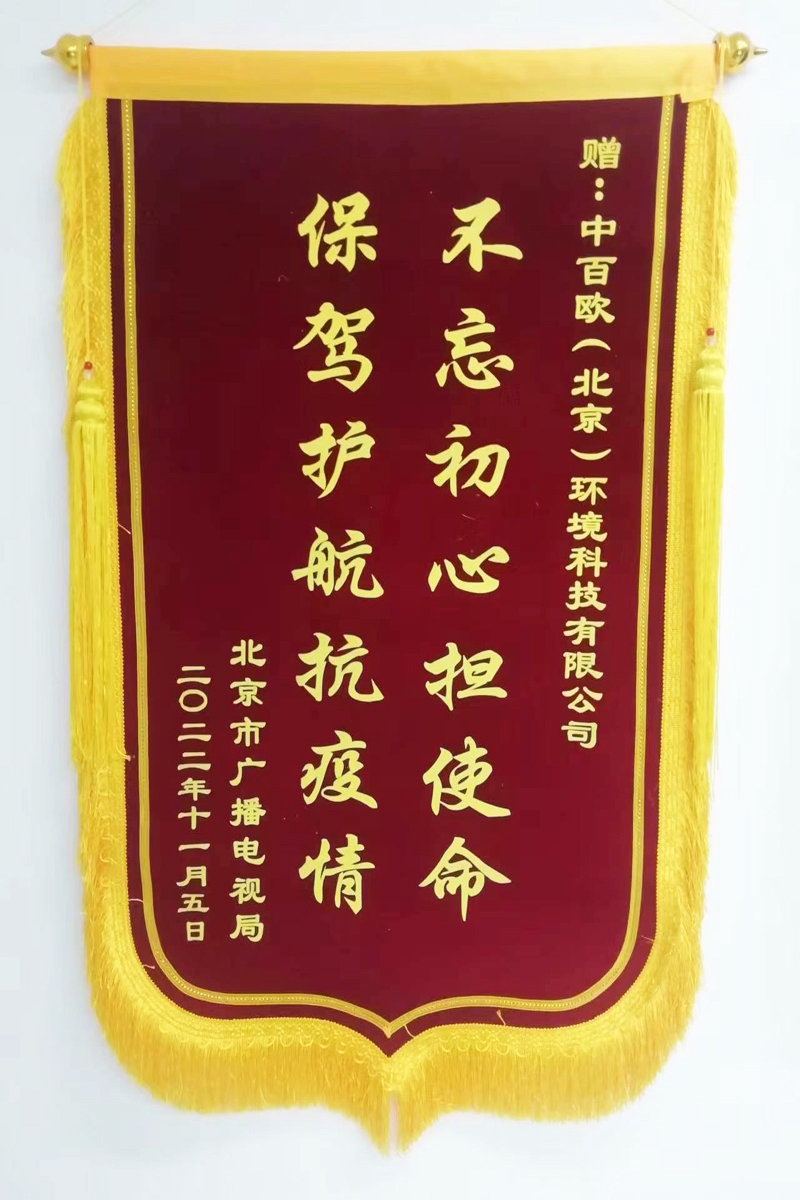 赠：中百欧（北京）环境科技有限公司
不忘初心担使命
保驾护航抗疫情
北京市广播电视局
二〇二二年十一月五日